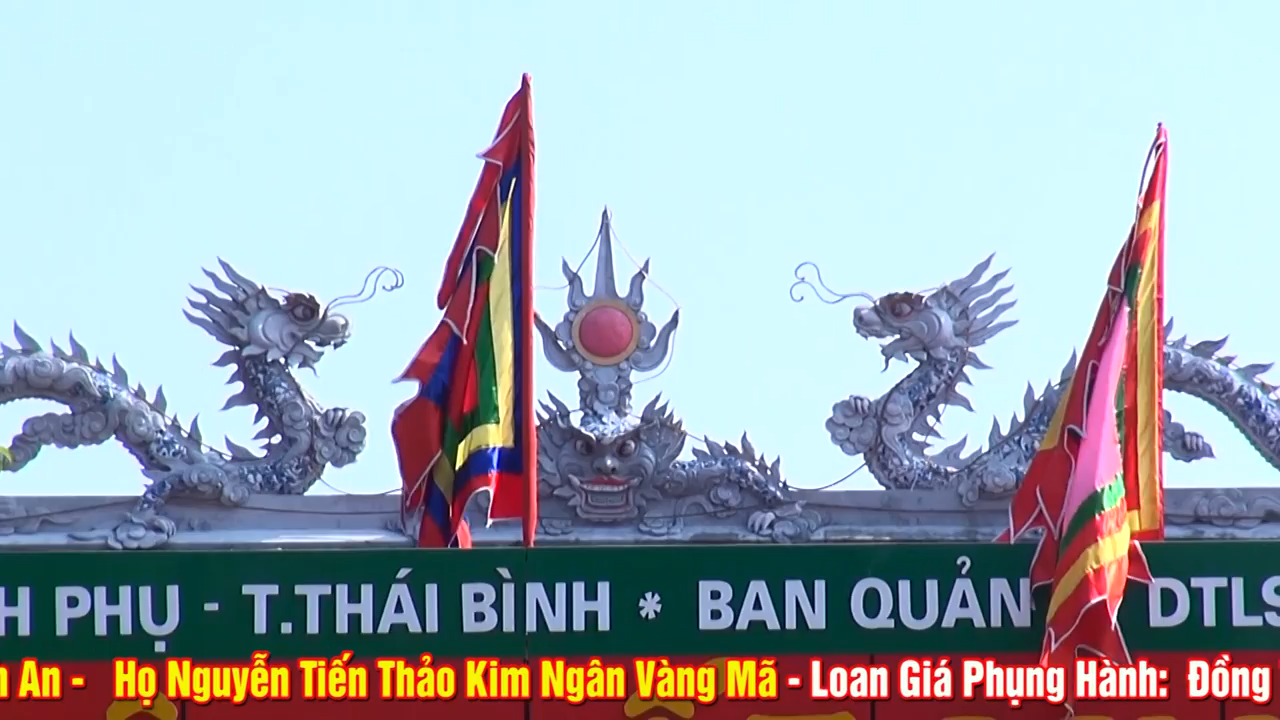 H PHỤ - T.THÁI BÌNH * BAN QUẢN DTLS
An - Họ Nguyễn Tiến Thảo Kim Ngân Vàng Mã - Loan Giá Phụng Hành: Đồng